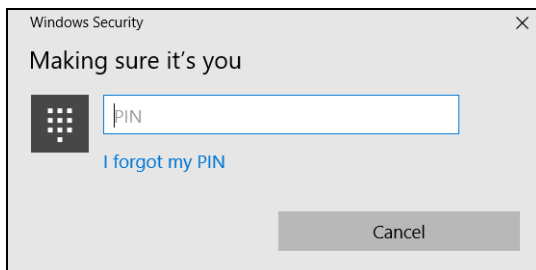 Windows Security
Making sure it's you
PIN
I forgot my PIN
Cancel